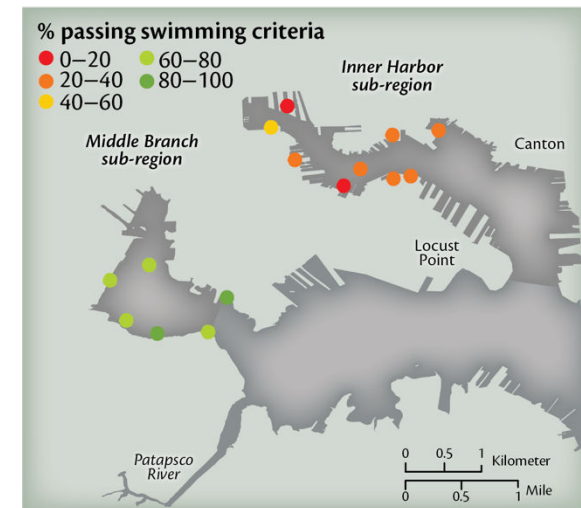 % passing swimming criteria
0–20
60–80
20–40
80–100
40–60
Inner Harbor
sub-region
Middle Branch
sub-region
Canton
Locust
Point
Patapsco
River
0 0.5 1 Kilometer
0 0.5 1 Mile